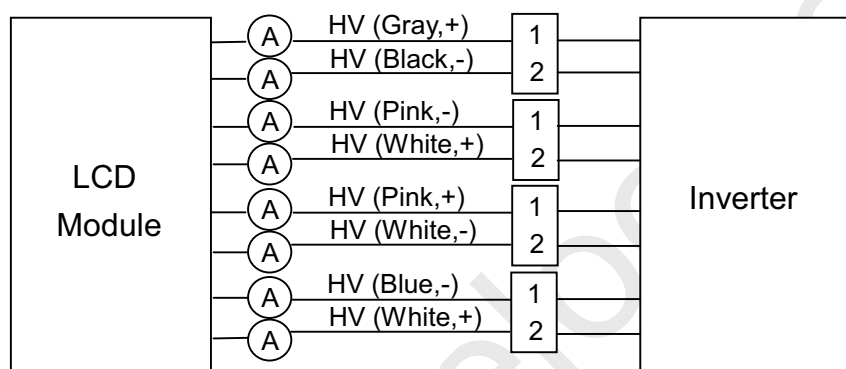 A HV (Gray,+) 1
A HV (Black,-) 2
A HV (Pink,-) 1
A HV (White,+) 2
LCD
Module
Inverter
A HV (Pink,+) 1
A HV (White,-) 2
A HV (Blue,-) 1
A HV (White,+) 2